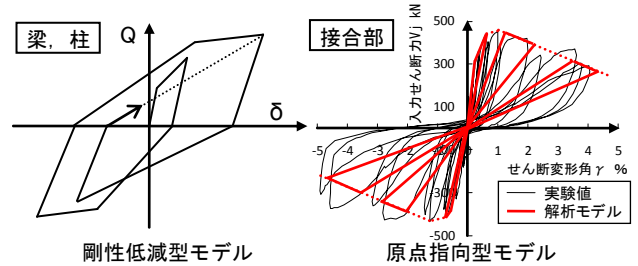 梁，柱
Q
δ
剛性低減型モデル
接合部
入力せん断力Vj kN
500
300
100
-300
-500
-5 -4 -3 -2 -1 0 1 2 3 4 5
せん断変形角γ %
実験値
解析モデル
原点指向型モデル